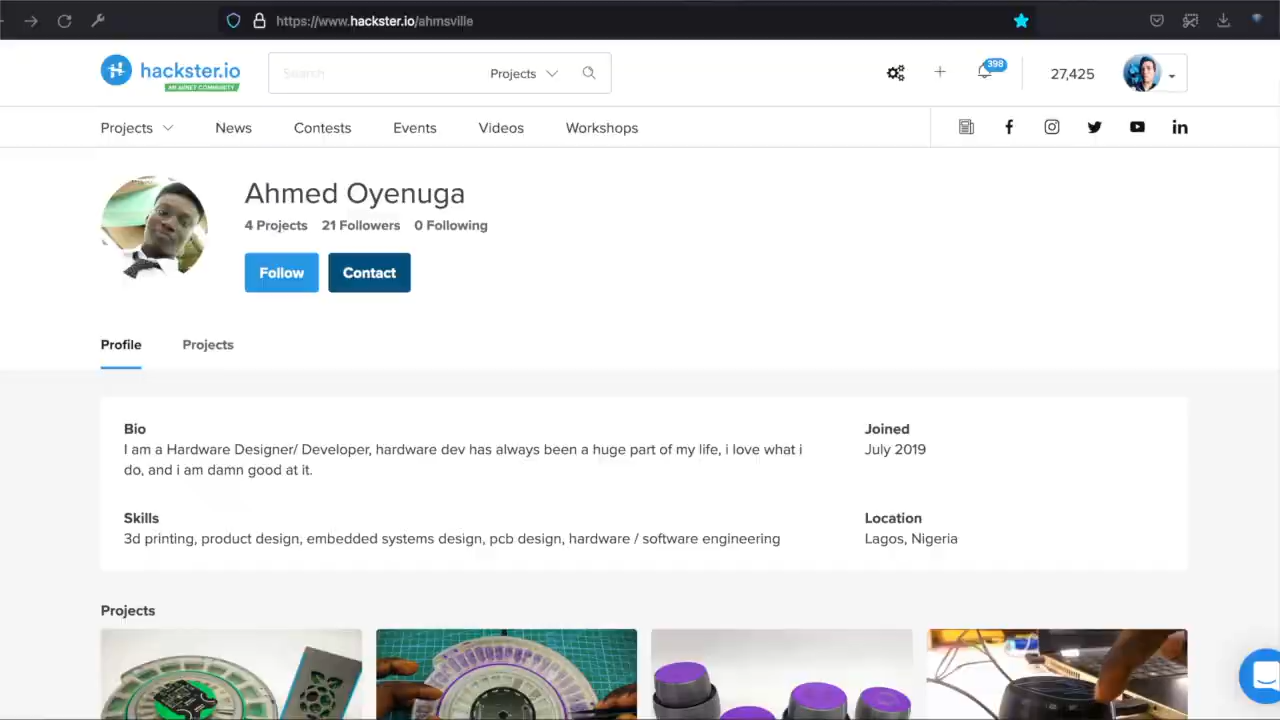 https://www.hackster.io/ahmsville
hackster.io
AN AVNET COMMUNITY
Search
Projects
398
27,425
Projects
News
Contests
Events
Videos
Workshops
Ahmed Oyenuga
4 Projects
21 Followers
0 Following
Follow
Contact
Profile
Projects
Bio
I am a Hardware Designer/ Developer, hardware dev has always been a huge part of my life, i love what i
do, and i am damn good at it.
Joined
July 2019
Skills
3d printing, product design, embedded systems design, pcb design, hardware / software engineering
Location
Lagos, Nigeria
Projects